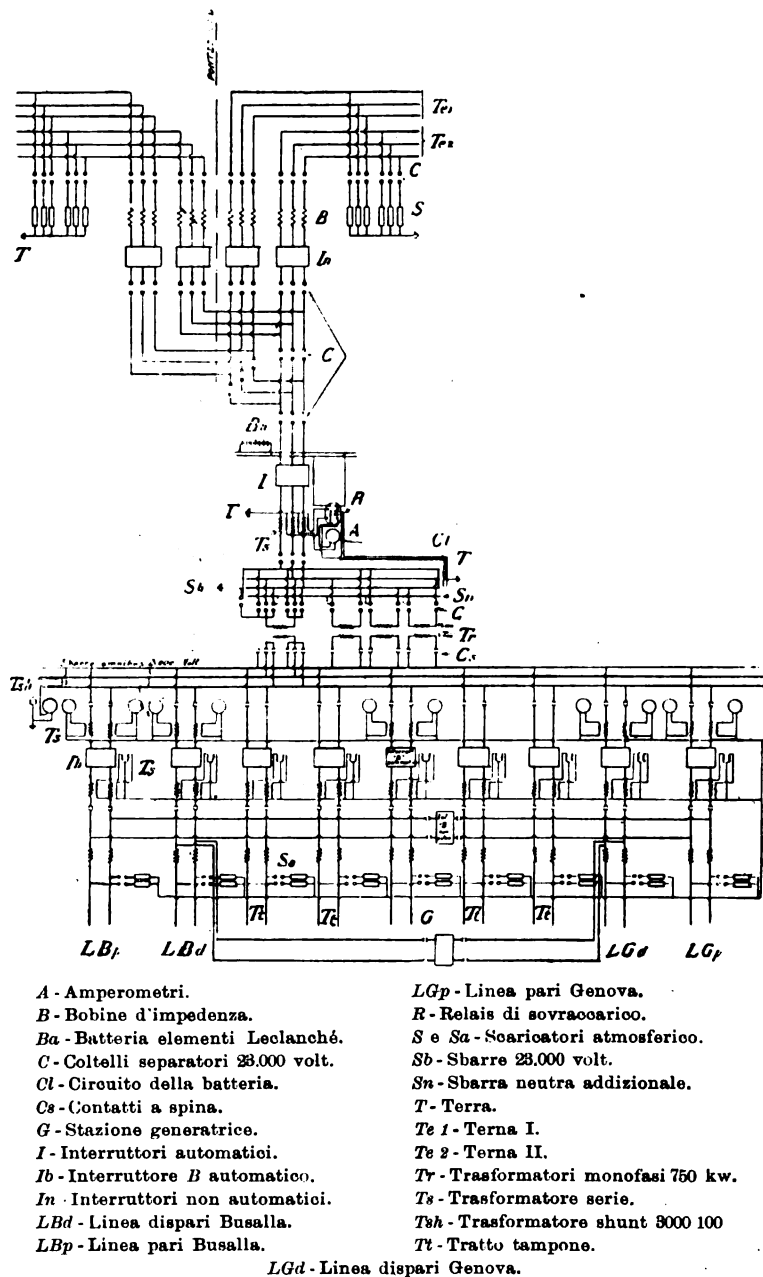 Te1
Te2
C
S
B
T
In
C
Ba
I
T
R
A
Ts
Cl
T
Sb
Sn
C
Tr
Cs
Tsh
Ts
Ib
Ts
Sa
Tt
Tt
G
Tt
Tt
LBp
LBd
LGd
LGp
A - Amperometri.
B - Bobine d'impedenza.
Ba - Batteria elementi Leclanché.
C - Coltelli separatori 23.000 volt.
Cl - Circuito della batteria.
Cs - Contatti a spina.
G - Stazione generatrice.
I - Interruttori automatici.
Ib - Interruttore B automatico.
In - Interruttori non automatici.
LBd - Linea dispari Busalla.
LBp - Linea pari Busalla.
LGd - Linea dispari Genova.
LGp - Linea pari Genova.
R - Relais di sovraccarico.
S e Sa - Scaricatori atmosferico.
Sb - Sbarre 23.000 volt.
Sn - Sbarra neutra addizionale.
T - Terra.
Te 1 - Terna I.
Te 2 - Terna II.
Tr - Trasformatori monofasi 750 kw.
Ts - Trasformatore serie.
Tsh - Trasformatore shunt 3000 100
Tt - Tratto tampone.